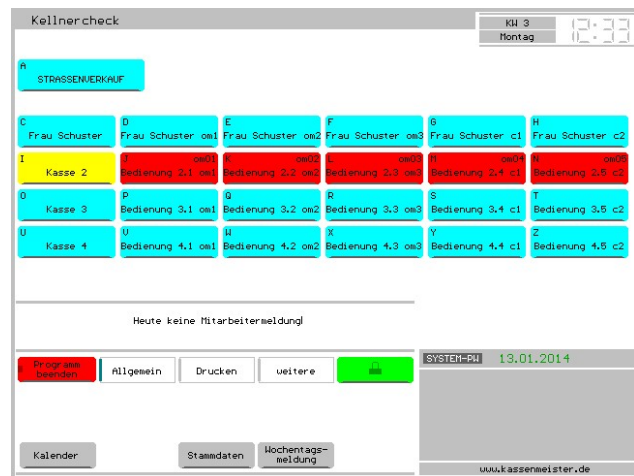 Kellnercheck
KW 3
Montag
12:33
A
STRASSENVERKAUF
C D E F G H
Frau Schuster Frau Schuster om1 Frau Schuster om2 Frau Schuster om3 Frau Schuster c1 Frau Schuster c2
I J om01 K om02 L om03 M om04 N om05
Kasse 2 Bedienung 2.1 om1 Bedienung 2.2 om2 Bedienung 2.3 om3 Bedienung 2.4 c1 Bedienung 2.5 c2
O P Q R S T
Kasse 3 Bedienung 3.1 om1 Bedienung 3.2 om2 Bedienung 3.3 om3 Bedienung 3.4 c1 Bedienung 3.5 c2
U V W X Y Z
Kasse 4 Bedienung 4.1 om1 Bedienung 4.2 om2 Bedienung 4.3 om3 Bedienung 4.4 c1 Bedienung 4.5 c2
Heute keine Mitarbeitermeldung!
Programm
beenden
Allgemein
Drucken
weitere
SYSTEM-PW 13.01.2014
Kalender
Stammdaten
Wochentags-
meldung
www.kassenmeister.de